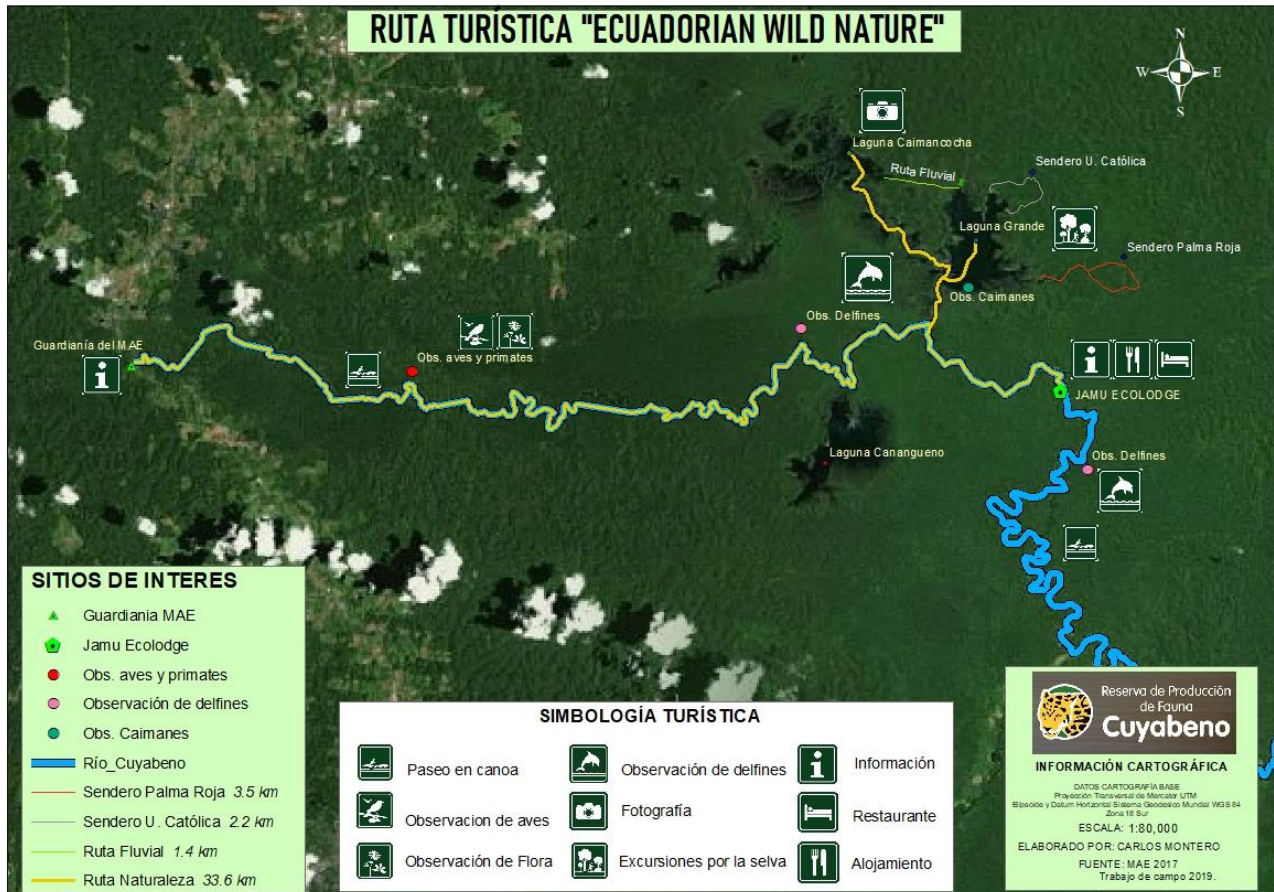 RUTA TURÍSTICA "ECUADORIAN WILD NATURE"
N
W E
S
Laguna Caimancocha
Ruta Fluvial
Sendero U. Católica
Laguna Grande
Sendero Palma Roja
Obs. Caimanes
Obs. Delfines
Guardianía del MAE
Obs. aves y primates
JAMU ECOLODGE
Laguna Canangueno
Obs. Delfines
SITIOS DE INTERES
Guardiania MAE
Jamu Ecolodge
Obs. aves y primates
Observación de delfines
Obs. Caimanes
Río_Cuyabeno
Sendero Palma Roja 3.5 km
Sendero U. Católica 2.2 km
Ruta Fluvial 1.4 km
Ruta Naturaleza 33.6 km
SIMBOLOGÍA TURÍSTICA
Paseo en canoa
Observacion de aves
Observación de Flora
Observación de delfines
Fotografía
Excursiones por la selva
Información
Restaurante
Alojamiento
Reserva de Producción
de Fauna
Cuyabeno
INFORMACIÓN CARTOGRÁFICA
DATOS CARTOGRAFÍA BASE
Proyección Transversal de Mercator UTM
Elipsoide y Datum Horizontal Sistema Geodesico Mundial WGS 84
Zona 18 Sur
ESCALA: 1:80,000
ELABORADO POR: CARLOS MONTERO
FUENTE: MAE 2017
Trabajo de campo 2019.